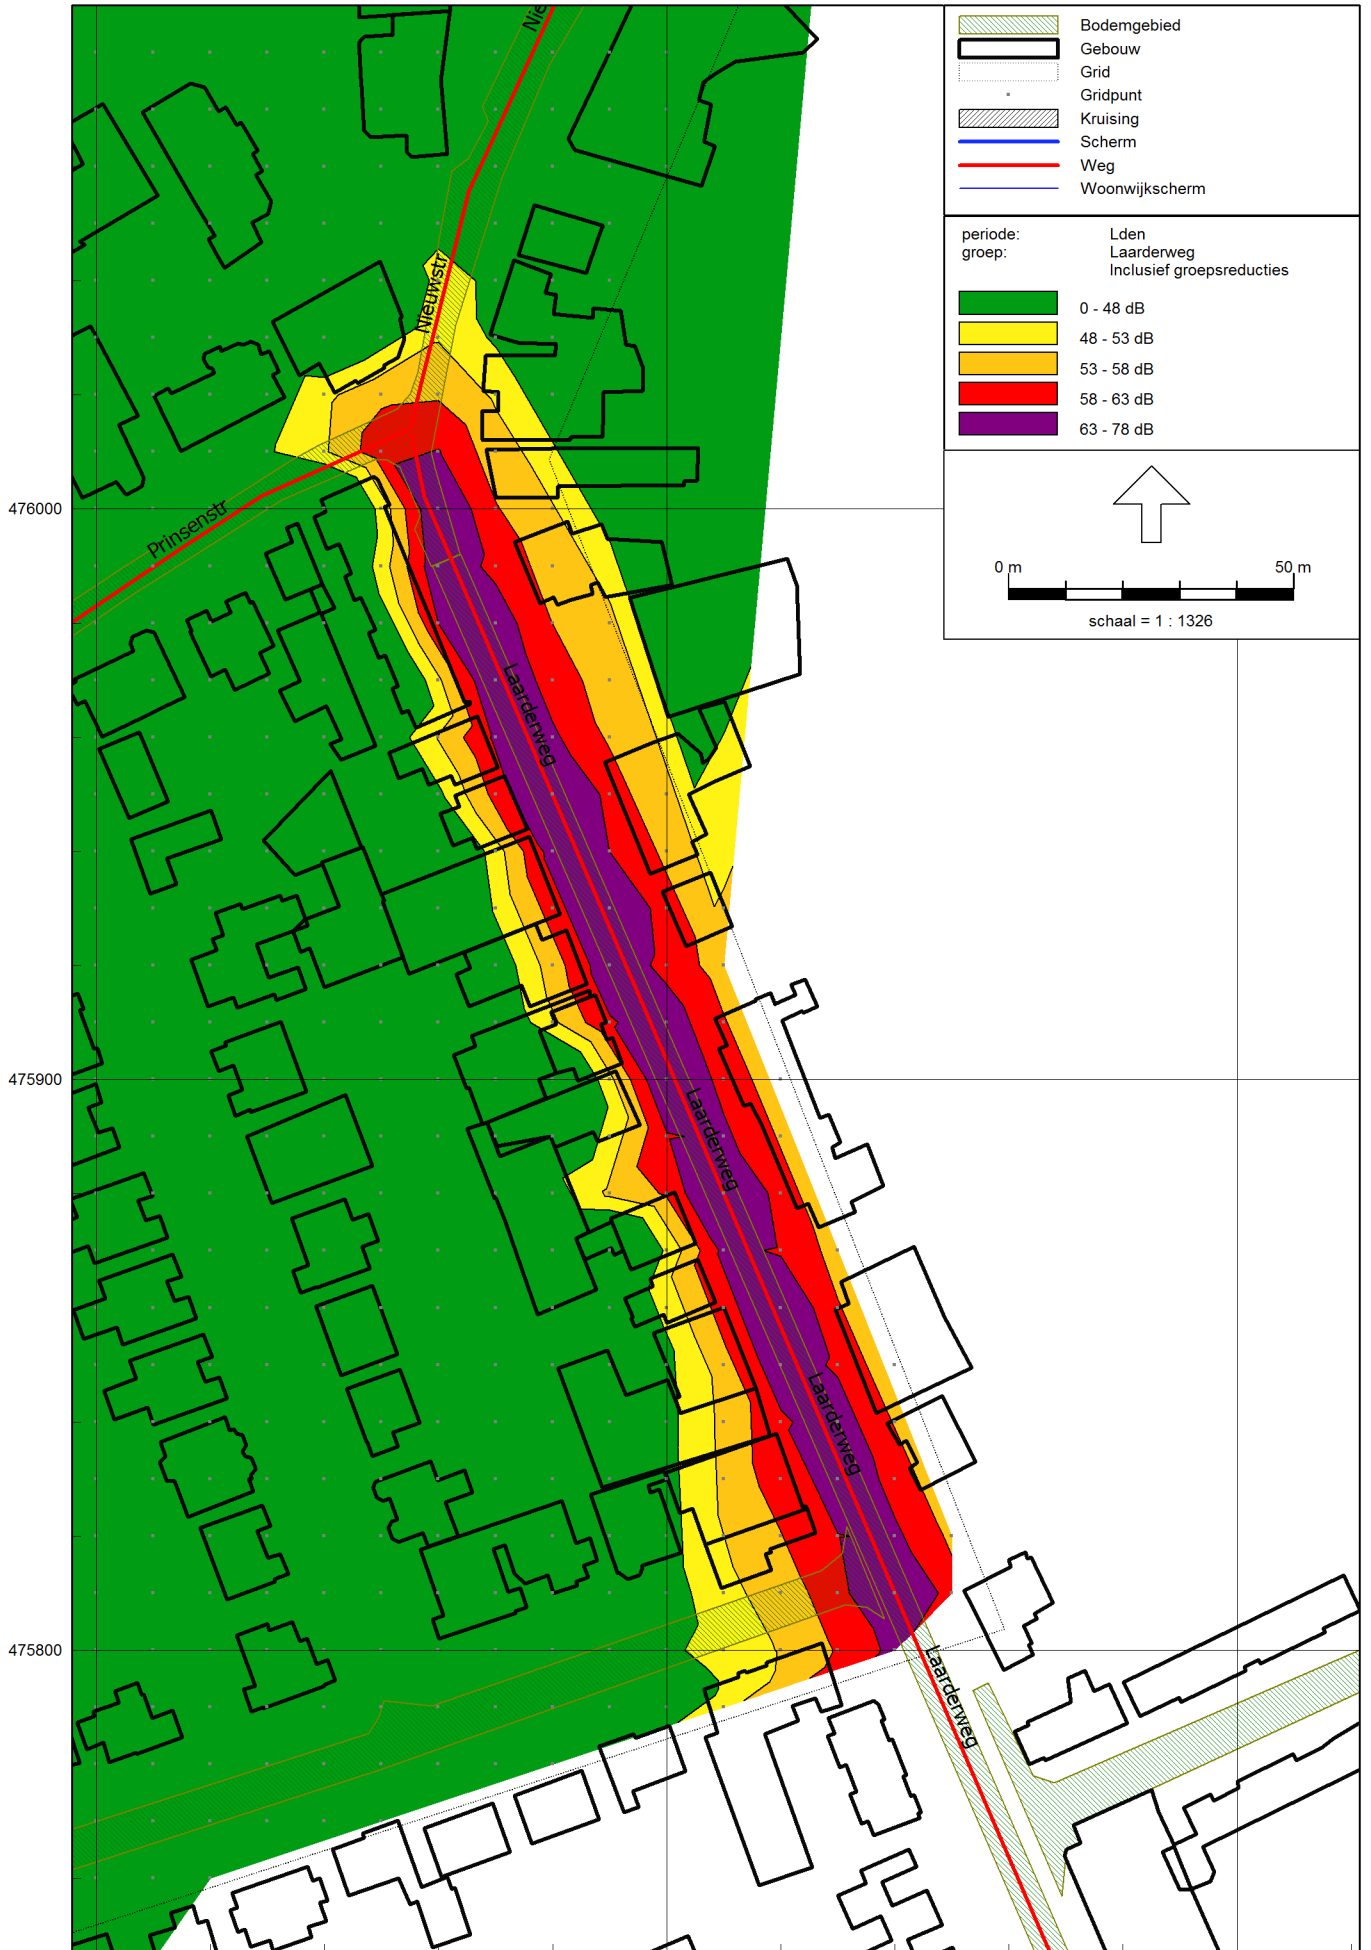 Bodemgebied
Gebouw
Grid
Gridpunt
Kruising
Scherm
Weg
Woonwijkscherm
periode: Lden
groep: Laarderweg
Inclusief groepsreducties
0 - 48 dB
48 - 53 dB
53 - 58 dB
58 - 63 dB
63 - 78 dB
0 m 50 m
schaal = 1 : 1326
Nie
Nieuwstr
476000
Prinsenstr
Laarderweg
475900
Laarderweg
Laarderweg
475800
Laarderweg